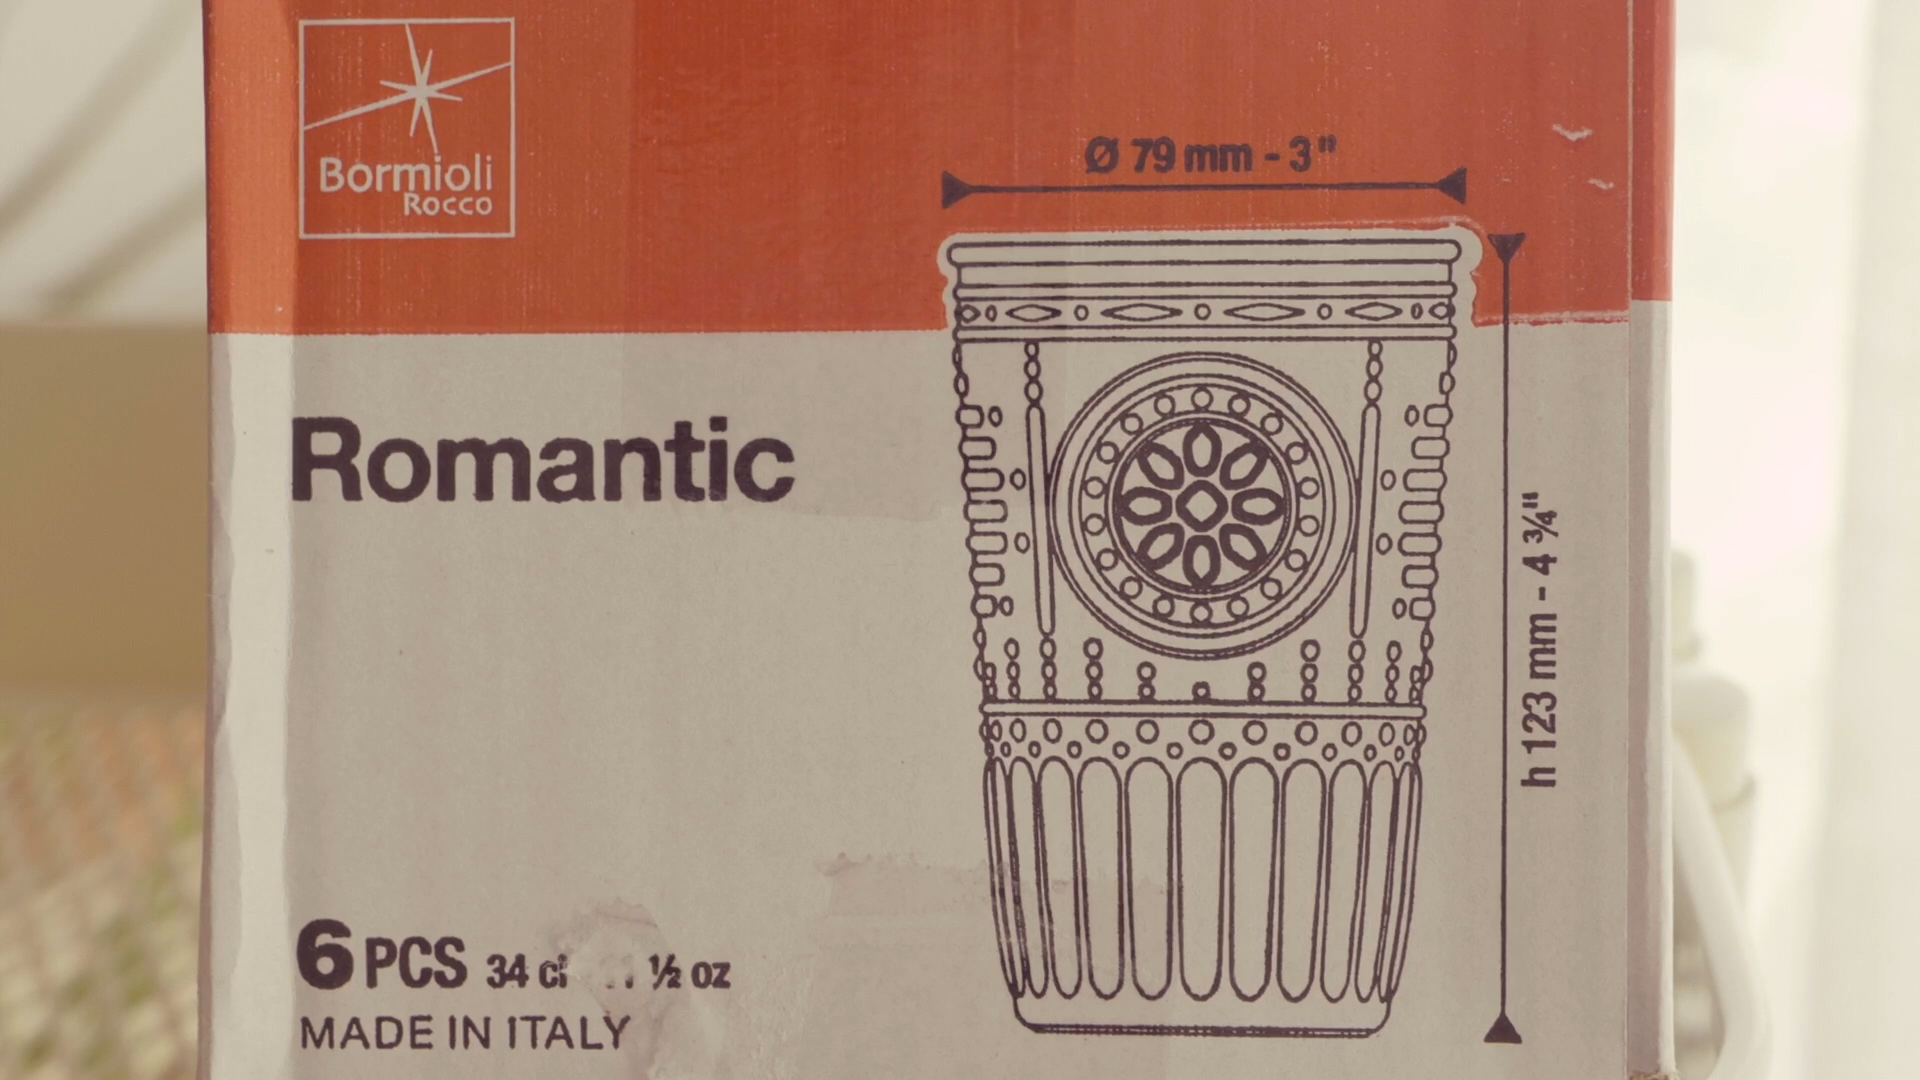 Bormioli
Rocco
Ø 79 mm - 3"
Romantic
h 123 mm - 4 ¾"
6 PCS 34 cl ½ oz
MADE IN ITALY